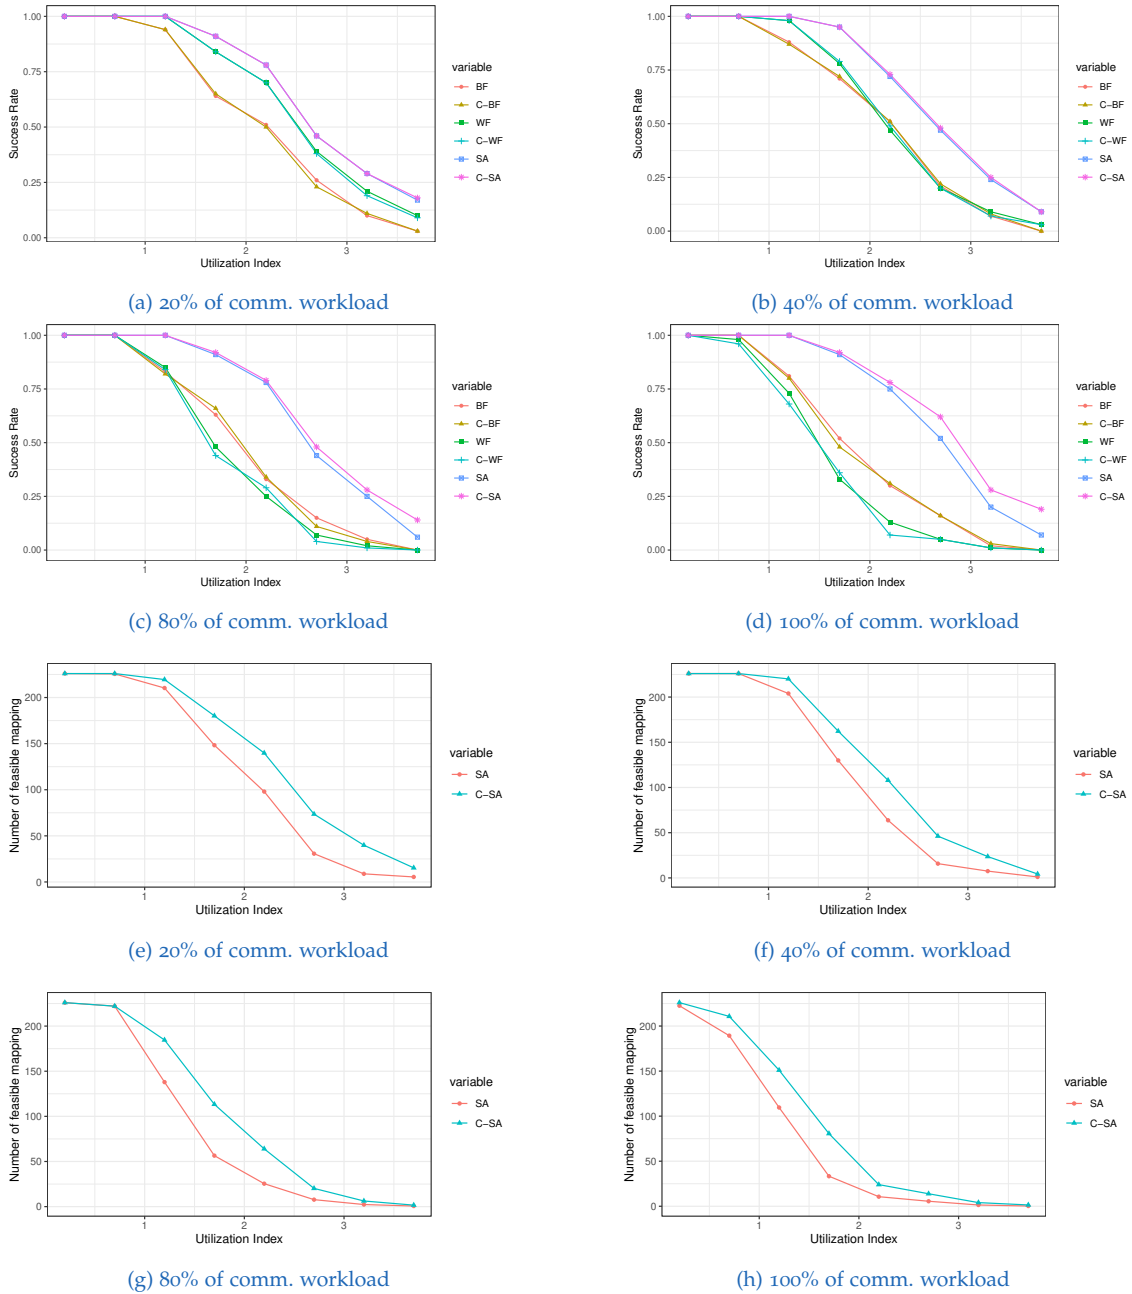 1.00
0.75
0.50
0.25
0.00
Success Rate
1 2 3
Utilization Index
variable
BF
C−BF
WF
C−WF
SA
C−SA
(a) 20% of comm. workload
1.00
0.75
0.50
0.25
0.00
Success Rate
1 2 3
Utilization Index
variable
BF
C−BF
WF
C−WF
SA
C−SA
(b) 40% of comm. workload
1.00
0.75
0.50
0.25
0.00
Success Rate
1 2 3
Utilization Index
variable
BF
C−BF
WF
C−WF
SA
C−SA
(c) 80% of comm. workload
1.00
0.75
0.50
0.25
0.00
Success Rate
1 2 3
Utilization Index
variable
BF
C−BF
WF
C−WF
SA
C−SA
(d) 100% of comm. workload
200
150
100
50
0
Number of feasible mapping
1 2 3
Utilization Index
variable
SA
C−SA
(e) 20% of comm. workload
200
150
100
50
0
Number of feasible mapping
1 2 3
Utilization Index
variable
SA
C−SA
(f) 40% of comm. workload
200
150
100
50
0
Number of feasible mapping
1 2 3
Utilization Index
variable
SA
C−SA
(g) 80% of comm. workload
200
150
100
50
0
Number of feasible mapping
1 2 3
Utilization Index
variable
SA
C−SA
(h) 100% of comm. workload